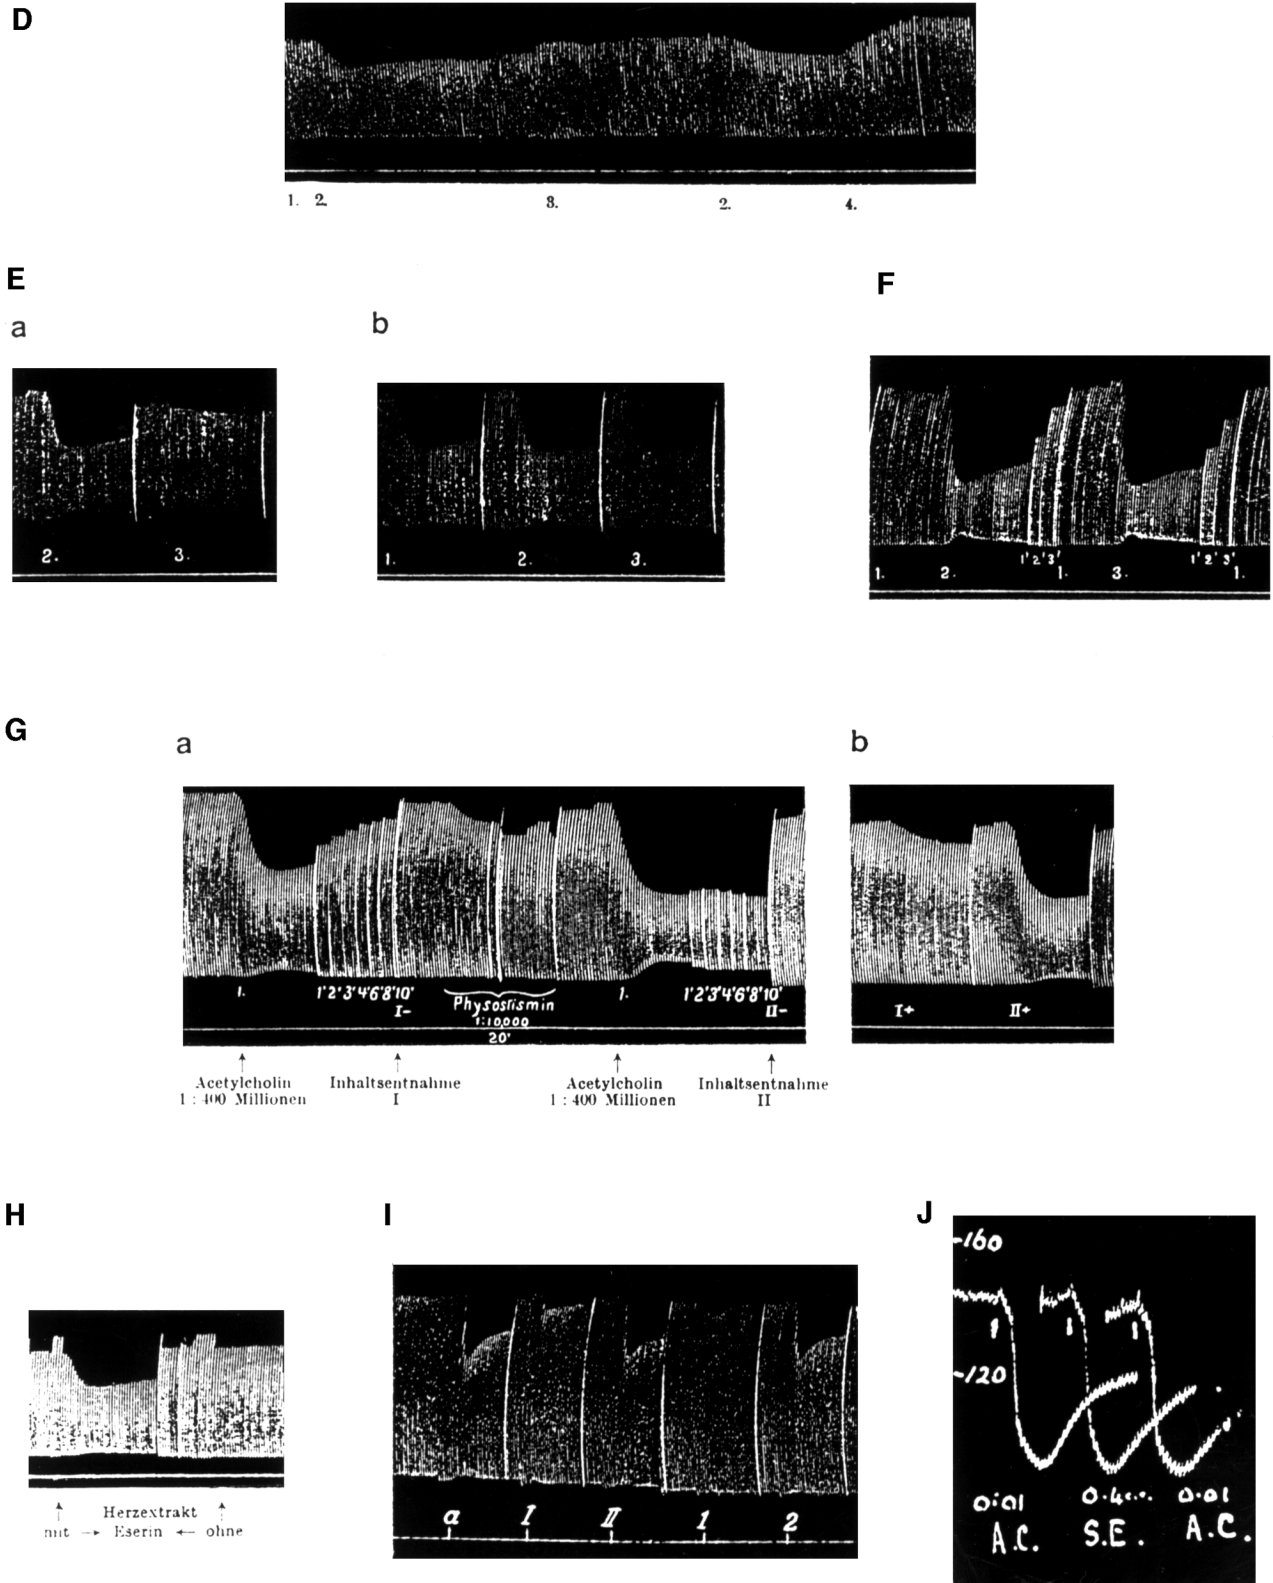 D
1. 2. 3. 2. 4.
E
F
a
b
2. 3.
1. 2. 3.
1' 2' 3' 1' 2' 3'
1. 2. 1. 3. 1.
G
a
b
1. 1' 2' 3' 4' 6' 8' 10' Physostismin 1. 1' 2' 3' 4' 6' 8' 10'
I- 1:10,000 II-
20'
I+ II+
Acetylcholin Inhaltsentnahme Acetylcholin Inhaltsentnahme
1 : 400 Millionen I 1 : 400 Millionen II
H
I
J
-160
-120
Herzextrakt
mit → Eserin ← ohne
a I II 1 2
0.01 0.4 c.c. 0.01
A.C. S.E. A.C.